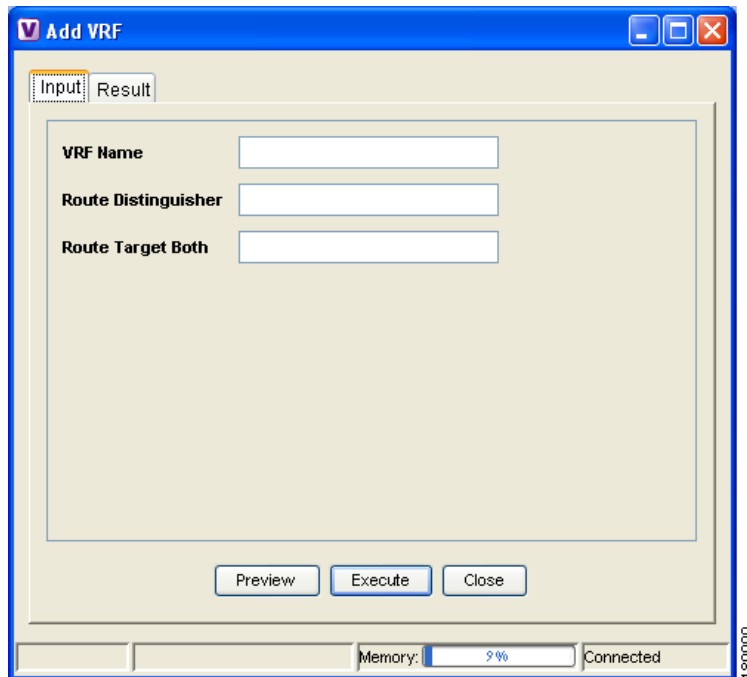 V Add VRF
Input Result
VRF Name
Route Distinguisher
Route Target Both
Preview Execute Close
Memory: 9% Connected